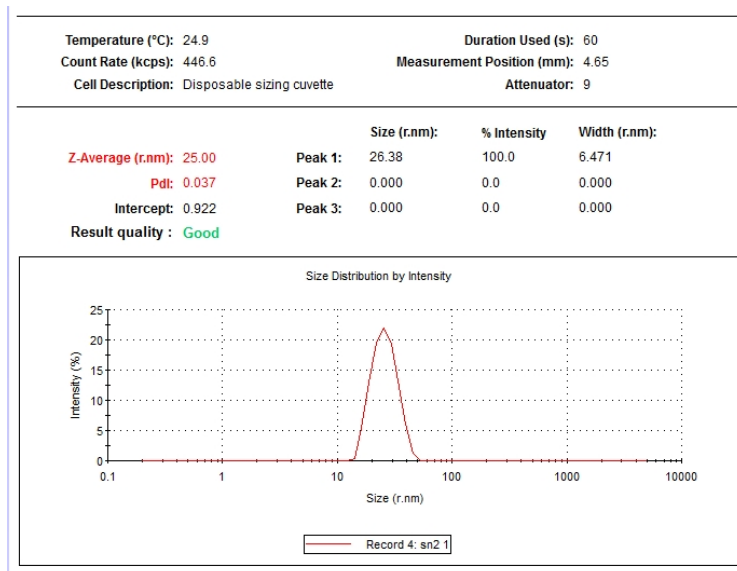 Temperature (ºC): 24.9 Duration Used (s): 60
Count Rate (kcps): 446.6 Measurement Position (mm): 4.65
Cell Description: Disposable sizing cuvette Attenuator: 9
Size (r.nm): % Intensity Width (r.nm):
Z-Average (r.nm): 25.00 Peak 1: 26.38 100.0 6.471
PdI: 0.037 Peak 2: 0.000 0.0 0.000
Intercept: 0.922 Peak 3: 0.000 0.0 0.000
Result quality : Good
Size Distribution by Intensity
25
20
15
10
5
0
Intensity (%)
0.1 1 10 100 1000 10000
Size (r.nm)
Record 4: sn2 1